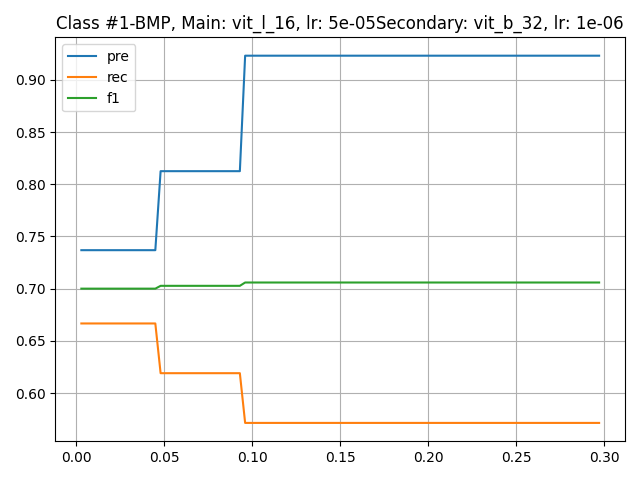 Class #1-BMP, Main: vit_l_16, lr: 5e-05Secondary: vit_b_32, lr: 1e-06
pre
rec
f1
0.90
0.85
0.80
0.75
0.70
0.65
0.60
0.00 0.05 0.10 0.15 0.20 0.25 0.30